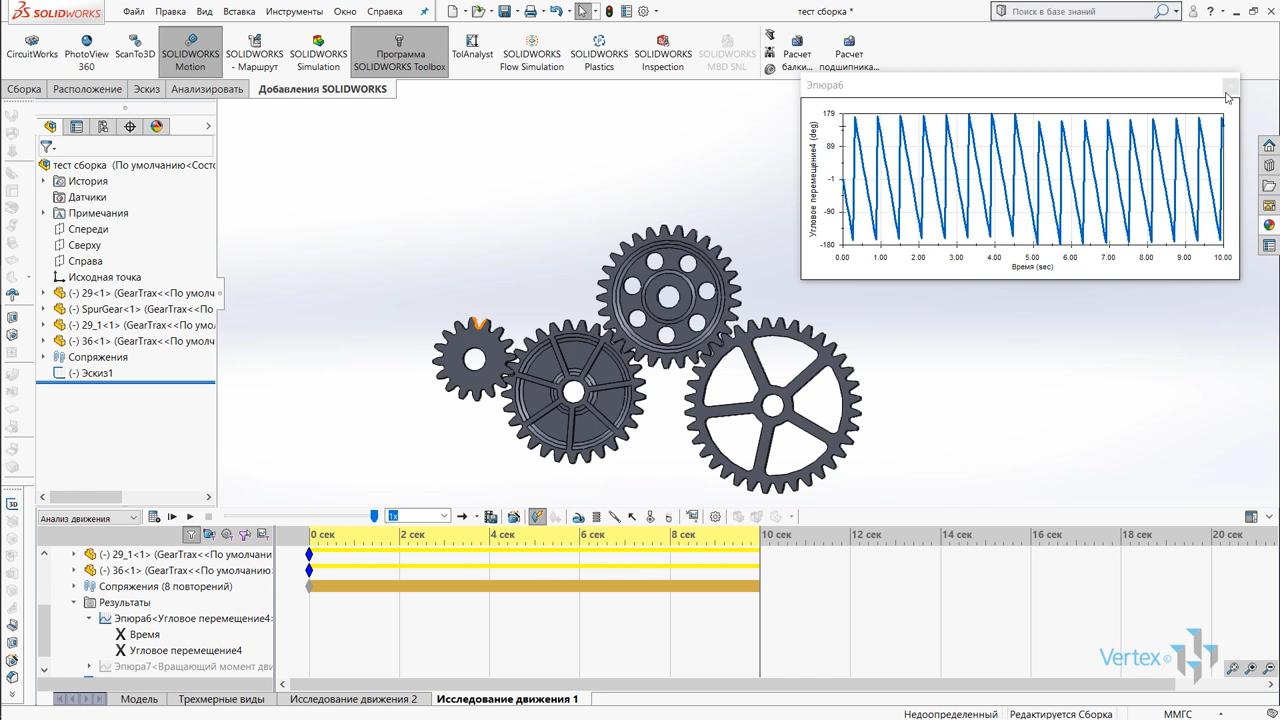 SOLIDWORKS
Файл Правка Вид Вставка Инструменты Окно Справка
тест сборка *
Поиск в базе знаний
CircuitWorks
PhotoView 360
ScanTo3D
SOLIDWORKS Motion
SOLIDWORKS - Маршрут
SOLIDWORKS Simulation
Программа SOLIDWORKS Toolbox
TolAnalyst
SOLIDWORKS Flow Simulation
SOLIDWORKS Plastics
SOLIDWORKS Inspection
SOLIDWORKS MBD SNL
Расчет балки...
Расчет подшипника...
Сборка Расположение Эскиз Анализировать Добавления SOLIDWORKS
Эпюра6
Угловое перемещение4 (deg)
179
89
-1
-90
-180
0.00 1.00 2.00 3.00 4.00 5.00 6.00 7.00 8.00 9.00 10.00
Время (sec)
тест сборка (По умолчанию<Состо
История
Датчики
Примечания
Спереди
Сверху
Справа
Исходная точка
(-) 29<1> (GearTrax<<По умолч
(-) SpurGear<1> (GearTrax<<По
(-) 29_1<1> (GearTrax<<По умо
(-) 36<1> (GearTrax<<По умолч
Сопряжения
(-) Эскиз1
Анализ движения
1x
0 сек 2 сек 4 сек 6 сек 8 сек 10 сек 12 сек 14 сек 16 сек 18 сек 20 сек
(-) 29_1<1> (GearTrax<<По умолчани
(-) 36<1> (GearTrax<<По умолчанию
Сопряжения (8 повторений)
Результаты
Эпюра6<Угловое перемещение4>
Время
Угловое перемещение4
Эпюра7<Вращающий момент дви
Vertex ©
Модель Трехмерные виды Исследование движения 2 Исследование движения 1
Недоопределенный Редактируется Сборка ММГС